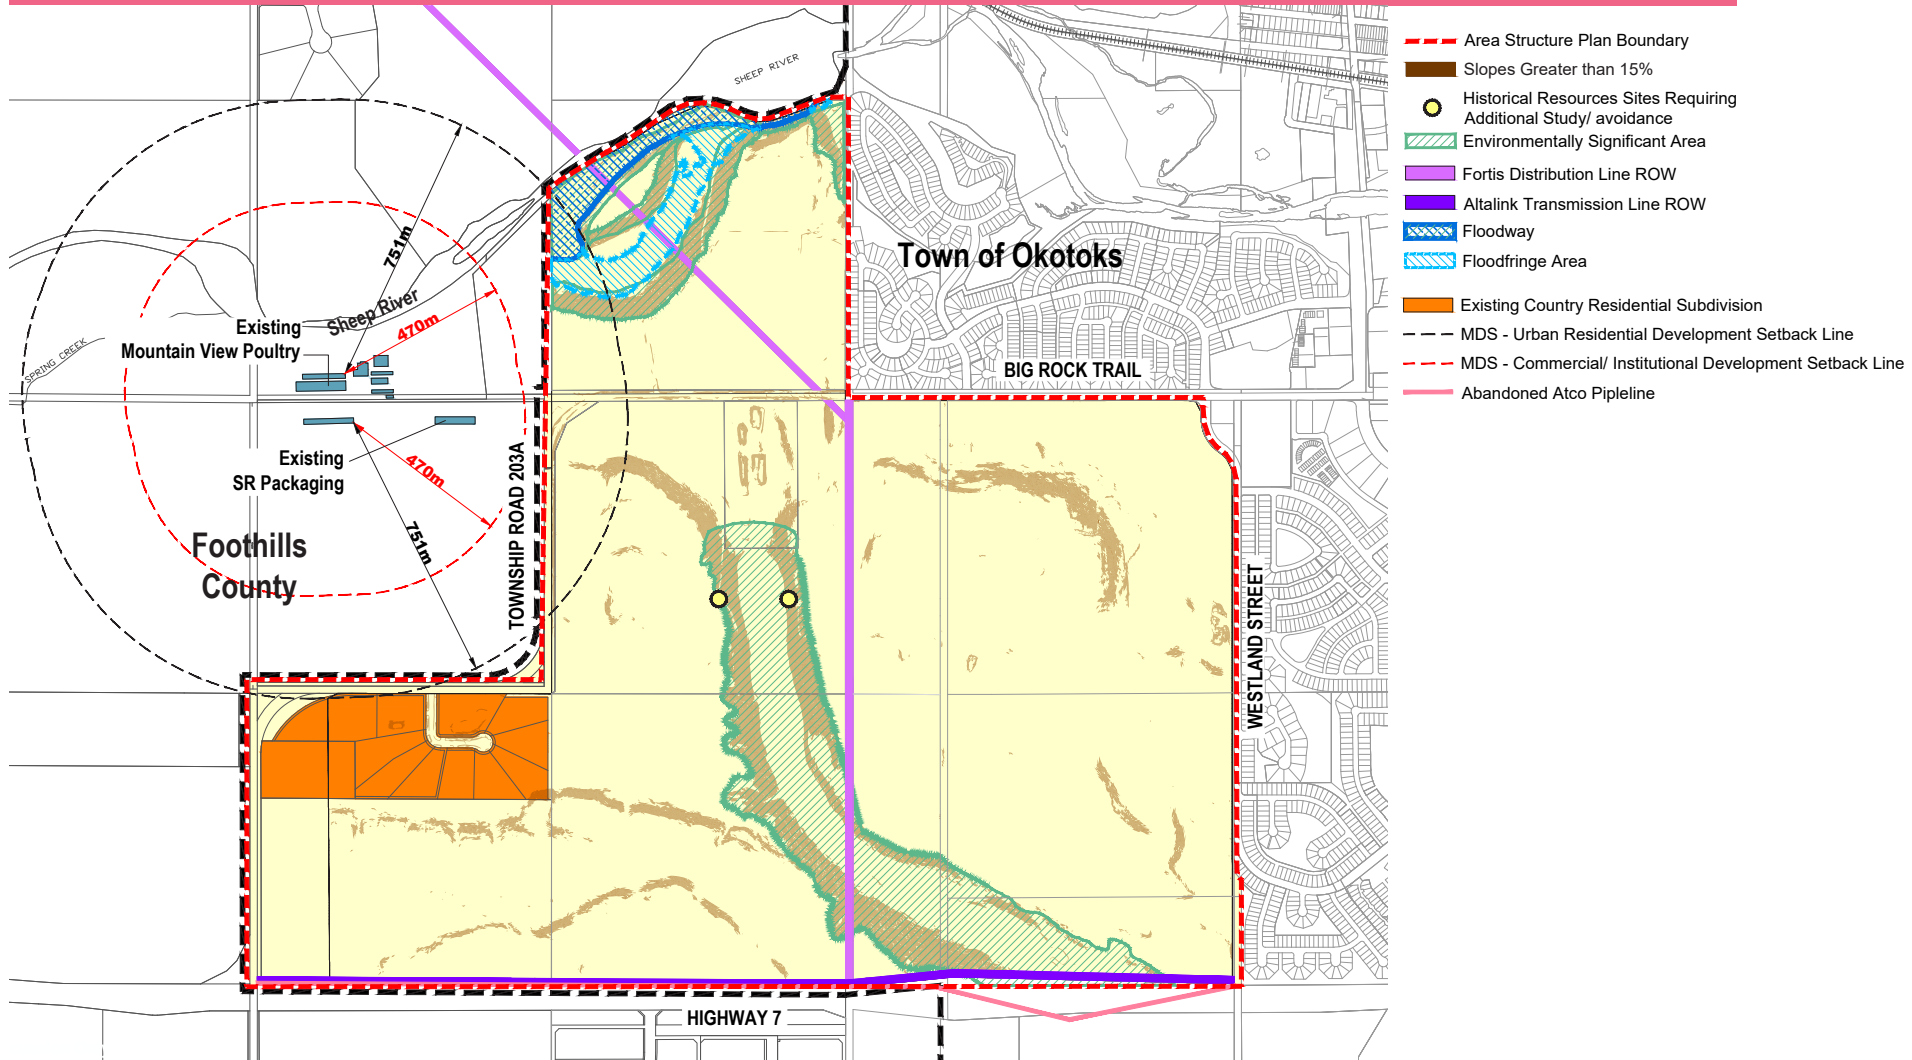 SHEEP RIVER
751m
Sheep River
470m
Existing
Mountain View Poultry
SPRING CREEK
Existing
SR Packaging
470m
751m
Foothills
County
TOWNSHIP ROAD 203A
Town of Okotoks
BIG ROCK TRAIL
WESTLAND STREET
HIGHWAY 7
Area Structure Plan Boundary
Slopes Greater than 15%
Historical Resources Sites Requiring
Additional Study/ avoidance
Environmentally Significant Area
Fortis Distribution Line ROW
Altalink Transmission Line ROW
Floodway
Floodfringe Area
Existing Country Residential Subdivision
MDS - Urban Residential Development Setback Line
MDS - Commercial/ Institutional Development Setback Line
Abandoned Atco Pipleline